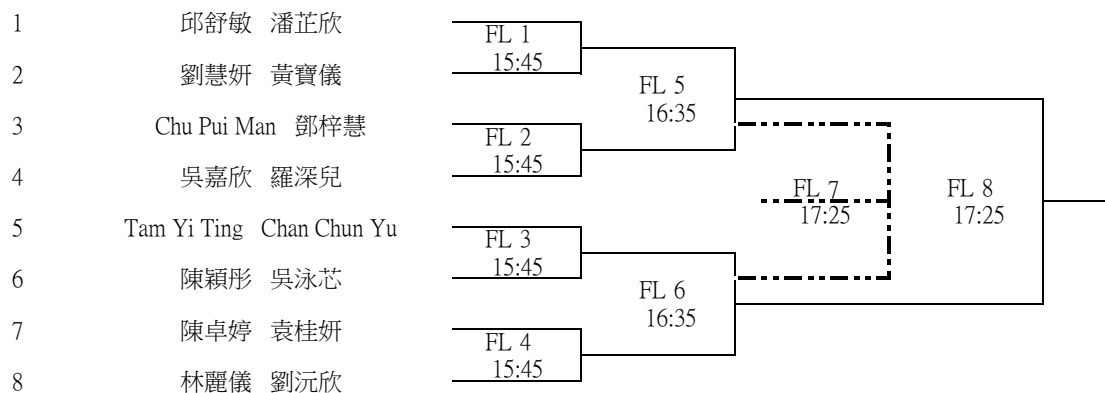 1 邱舒敏 潘芷欣
FL 1
15:45
2 劉慧妍 黃寶儀
FL 5
16:35
3 Chu Pui Man 鄧梓慧
FL 2
15:45
4 吳嘉欣 羅深兒
FL 7
17:25
FL 8
17:25
5 Tam Yi Ting Chan Chun Yu
FL 3
15:45
6 陳穎彤 吳泳芯
FL 6
16:35
7 陳卓婷 袁桂妍
FL 4
15:45
8 林麗儀 劉沅欣